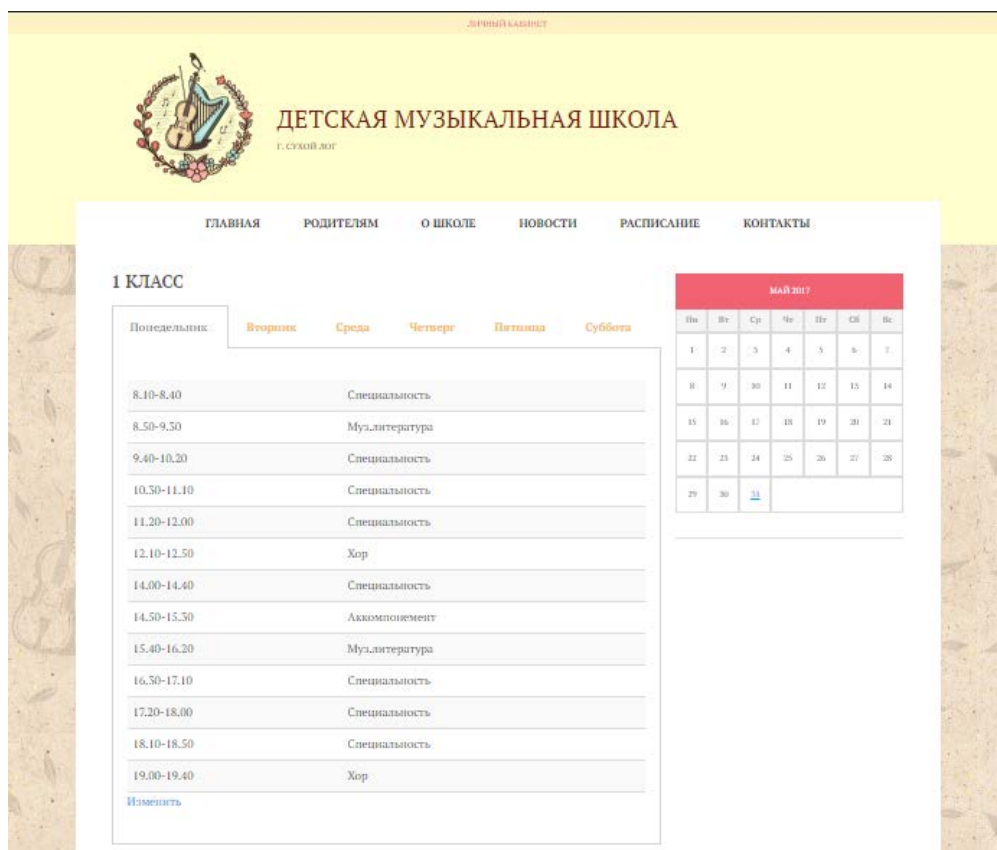 ЛИЧНЫЙ КАБИНЕТ
ДЕТСКАЯ МУЗЫКАЛЬНАЯ ШКОЛА
Г. СУХОЙ ЛОГ
ГЛАВНАЯ РОДИТЕЛЯМ О ШКОЛЕ НОВОСТИ РАСПИСАНИЕ КОНТАКТЫ
1 КЛАСС
Понедельник Вторник Среда Четверг Пятница Суббота
8.10-8.40 Специальность
8.50-9.30 Муз.литература
9.40-10.20 Специальность
10.30-11.10 Специальность
11.20-12.00 Специальность
12.10-12.50 Хор
14.00-14.40 Специальность
14.50-15.30 Аккомпонемент
15.40-16.20 Муз.литература
16.30-17.10 Специальность
17.20-18.00 Специальность
18.10-18.50 Специальность
19.00-19.40 Хор
Изменить
МАЙ 2017
Пн Вт Ср Чт Пт Сб Вс
1 2 3 4 5 6 7
8 9 10 11 12 13 14
15 16 17 18 19 20 21
22 23 24 25 26 27 28
29 30 31